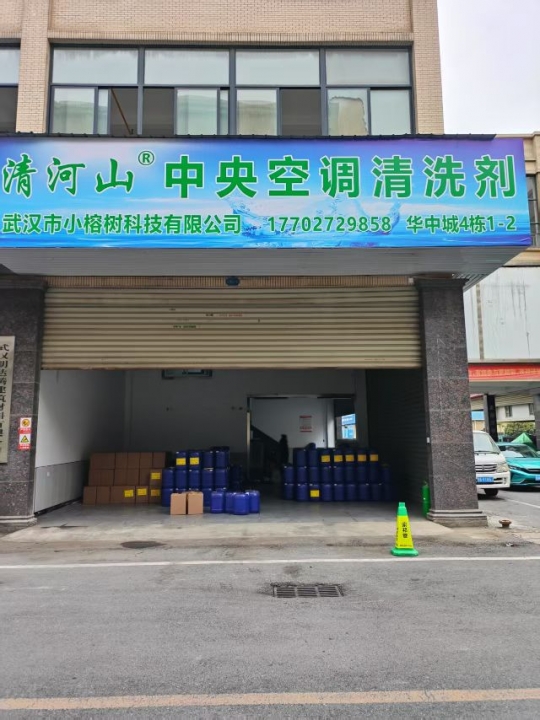 清河山® 中央空调清洗剂
武汉市小榕树科技有限公司 17702729858 华中城4栋1-2